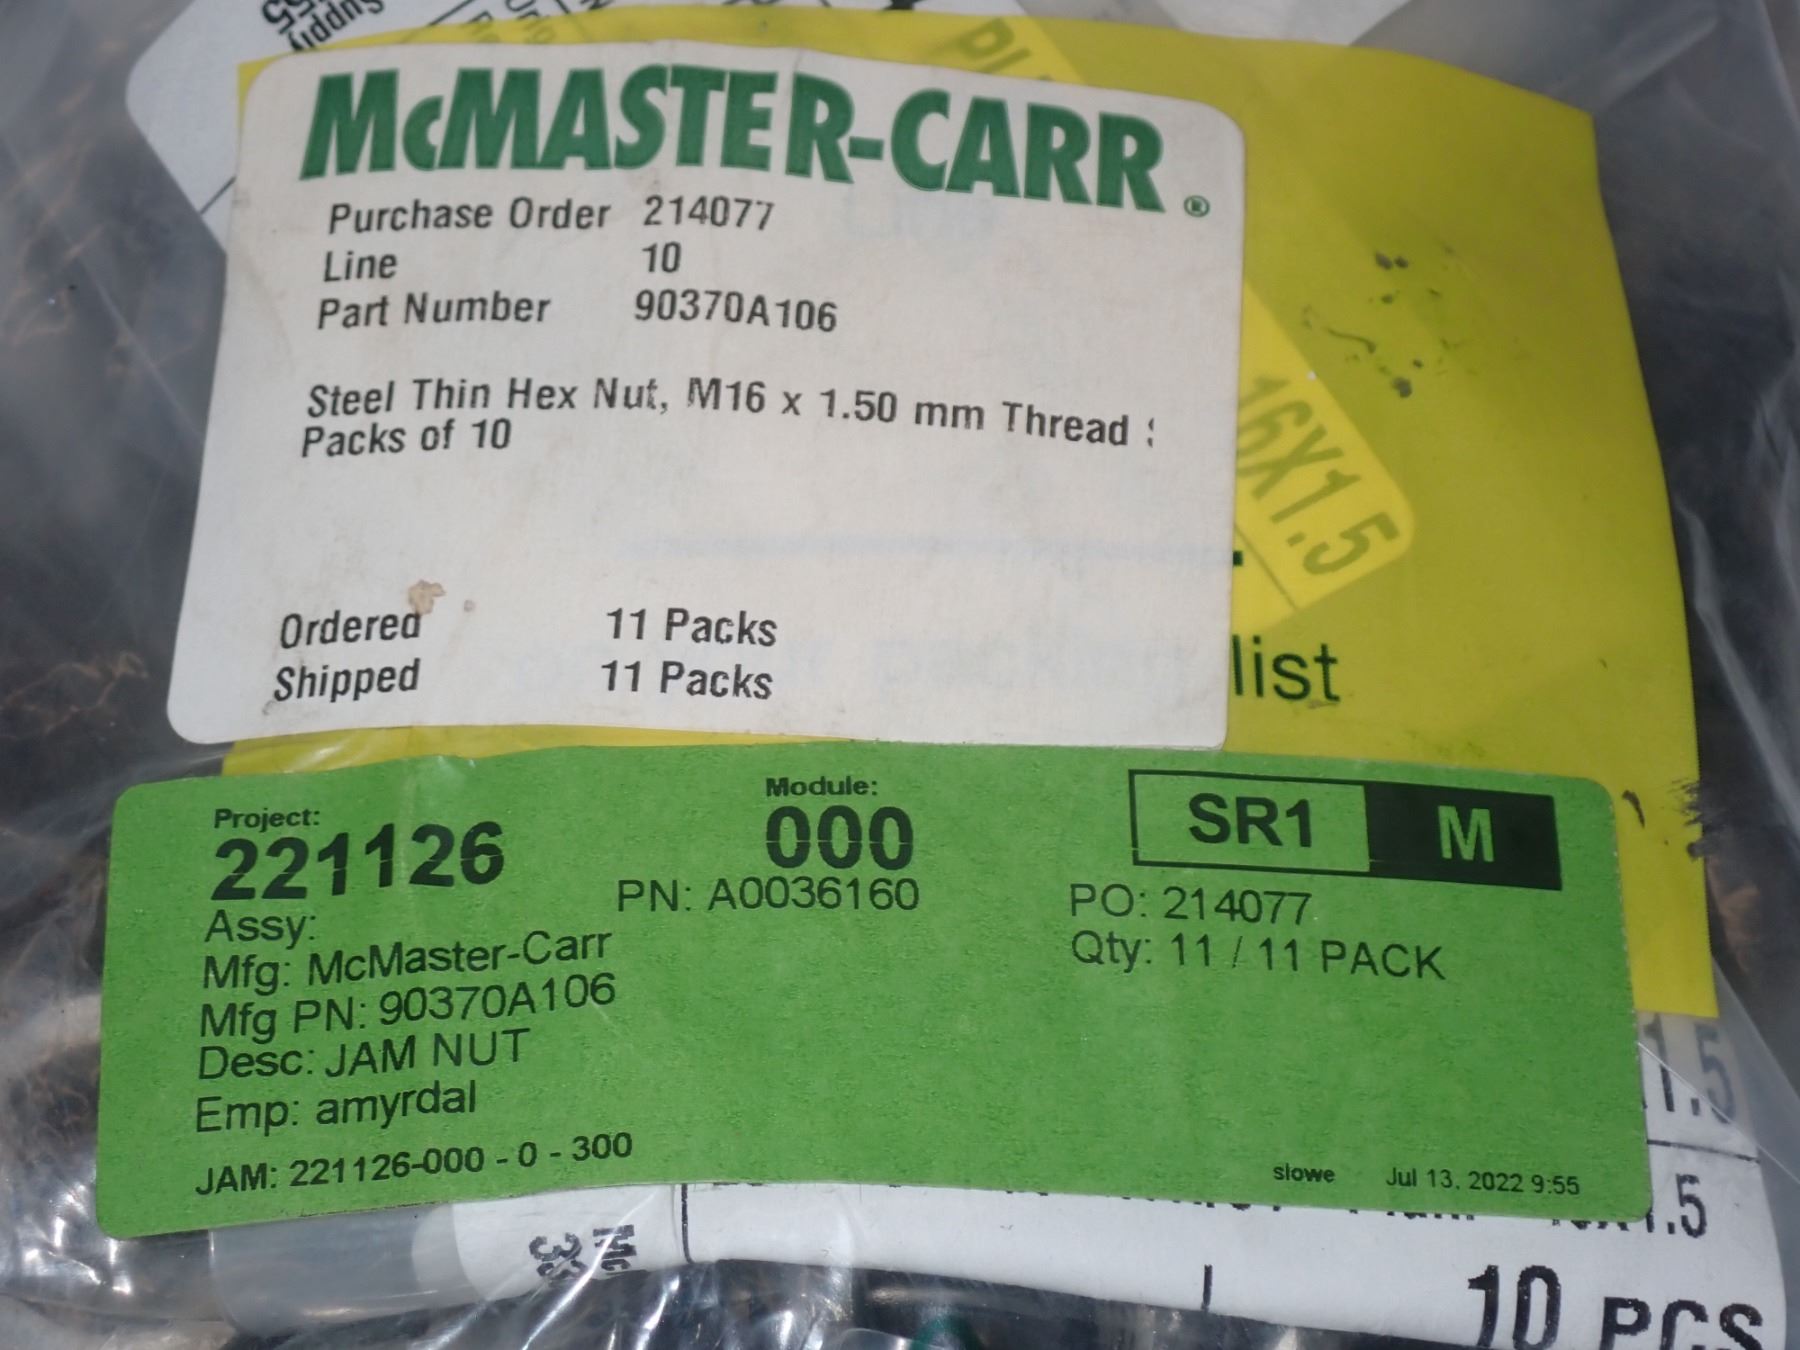 Supply
McMASTER-CARR®
Purchase Order 214077
Line 10
Part Number 90370A106
Steel Thin Hex Nut, M16 x 1.50 mm Thread
Packs of 10
16X1.5
Ordered 11 Packs
Shipped 11 Packs
list
Project: 221126
Module: 000
SR1 M
PN: A0036160
PO: 214077
Assy:
Qty: 11 / 11 PACK
Mfg: McMaster-Carr
Mfg PN: 90370A106
Desc: JAM NUT
Emp: amyrdal
JAM: 221126-000 - 0 - 300
slowe Jul 13, 2022 9:55
1.5
10 PCS